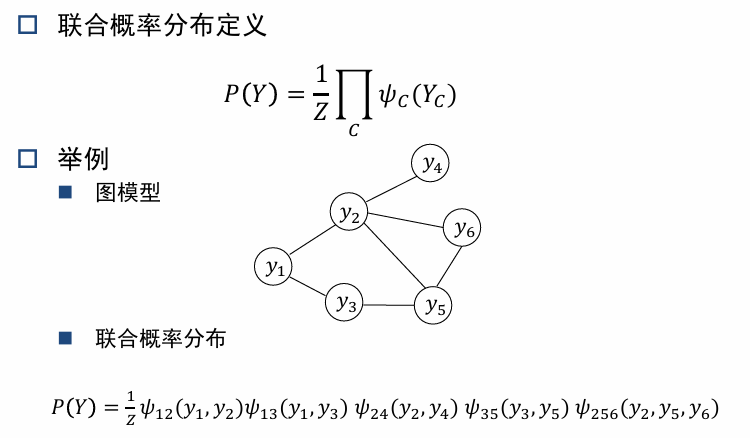 联合概率分布定义
P(Y) = \frac{1}{Z} \prod_{C} \psi_C(Y_C)
举例
图模型
y_4
y_2
y_6
y_1
y_3
y_5
联合概率分布
P(Y) = \frac{1}{Z} \psi_{12}(y_1, y_2) \psi_{13}(y_1, y_3) \psi_{24}(y_2, y_4) \psi_{35}(y_3, y_5) \psi_{256}(y_2, y_5, y_6)